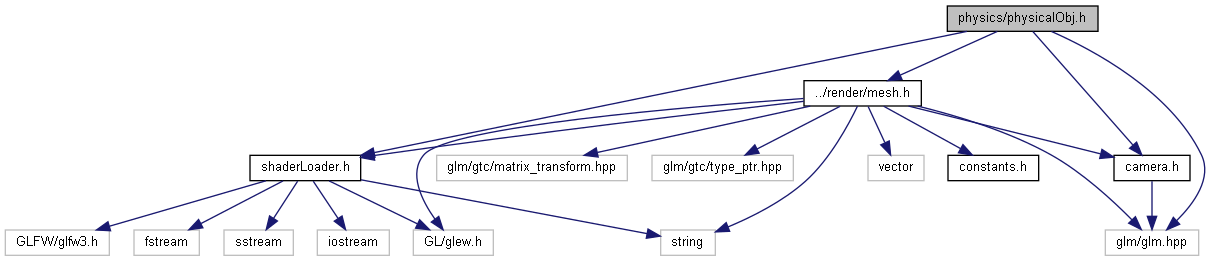 physics/physicalObj.h
../render/mesh.h
shaderLoader.h
glm/gtc/matrix_transform.hpp
glm/gtc/type_ptr.hpp
vector
constants.h
camera.h
GLFW/glfw3.h
fstream
sstream
iostream
GL/glew.h
string
glm/glm.hpp